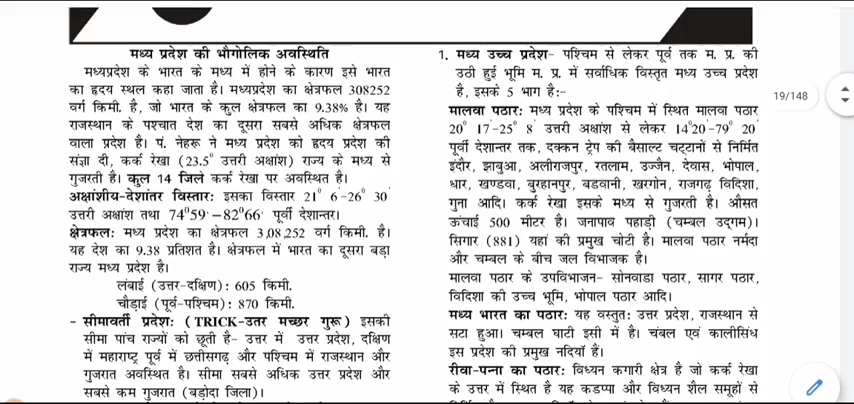 मध्य प्रदेश की भौगोलिक अवस्थिति
मध्यप्रदेश के भारत के मध्य में होने के कारण इसे भारत
का हृदय स्थल कहा जाता है। मध्यप्रदेश का क्षेत्रफल 308252
वर्ग किमी. है, जो भारत के कुल क्षेत्रफल का 9.38% है। यह
राजस्थान के पश्चात देश का दूसरा सबसे अधिक क्षेत्रफल
वाला प्रदेश है। पं. नेहरू ने मध्य प्रदेश को हृदय प्रदेश की
संज्ञा दी, कर्क रेखा (23.5° उत्तरी अक्षांश) राज्य के मध्य से
गुजरती है। कुल 14 जिले कर्क रेखा पर अवस्थित है।
अक्षांशीय-देशांतर विस्तार: इसका विस्तार 21° 6'-26° 30'
उत्तरी अक्षांश तथा 74°59'-82°66' पूर्वी देशान्तर।
क्षेत्रफल: मध्य प्रदेश का क्षेत्रफल 3,08,252 वर्ग किमी. है।
यह देश का 9.38 प्रतिशत है। क्षेत्रफल में भारत का दूसरा बड़ा
राज्य मध्य प्रदेश है।
लंबाई (उत्तर-दक्षिण): 605 किमी.
चौड़ाई (पूर्व-पश्चिम): 870 किमी.
- सीमावर्ती प्रदेश: (TRICK-उतर मच्छर गुरू) इसकी
सीमा पांच राज्यों को छूती है- उत्तर में उत्तर प्रदेश, दक्षिण
में महाराष्ट्र पूर्व में छत्तीसगढ़ और पश्चिम में राजस्थान और
गुजरात अवस्थित है। सीमा सबसे अधिक उत्तर प्रदेश और
सबसे कम गुजरात (बड़ोदा जिला)।
1. मध्य उच्च प्रदेश- पश्चिम से लेकर पूर्व तक म. प्र. की
उठी हुई भूमि म. प्र. में सर्वाधिक विस्तृत मध्य उच्च प्रदेश
है, इसके 5 भाग है:-
मालवा पठार: मध्य प्रदेश के पश्चिम में स्थित मालवा पठार
20° 17'-25° 8' उत्तरी अक्षांश से लेकर 14°20'-79° 20'
पूर्वी देशान्तर तक, दक्कन ट्रेप की बैसाल्ट चट्टानों से निर्मित
इंदौर, झाबुआ, अलीराजपुर, रतलाम, उज्जैन, देवास, भोपाल,
धार, खण्डवा, बुरहानपुर, बडवानी, खरगोन, राजगढ़ विदिशा,
गुना आदि। कर्क रेखा इसके मध्य से गुजरती है। औसत
ऊंचाई 500 मीटर है। जनापाव पहाड़ी (चम्बल उद्गम)।
सिगार (881) यहां की प्रमुख चोटी है। मालवा पठार नर्मदा
और चम्बल के बीच जल विभाजक है।
मालवा पठार के उपविभाजन- सोनवाडा पठार, सागर पठार,
विदिशा की उच्च भूमि, भोपाल पठार आदि।
मध्य भारत का पठार: यह वस्तुत: उत्तर प्रदेश, राजस्थान से
सटा हुआ। चम्बल घाटी इसी में है। चंबल एवं कालीसिंध
इस प्रदेश की प्रमुख नदियाँ हैं।
रीवा-पन्ना का पठार: विध्यन कगारी क्षेत्र है जो कर्क रेखा
के उत्तर में स्थित है यह कडप्पा और विध्यन शैल समूहों से
19/148